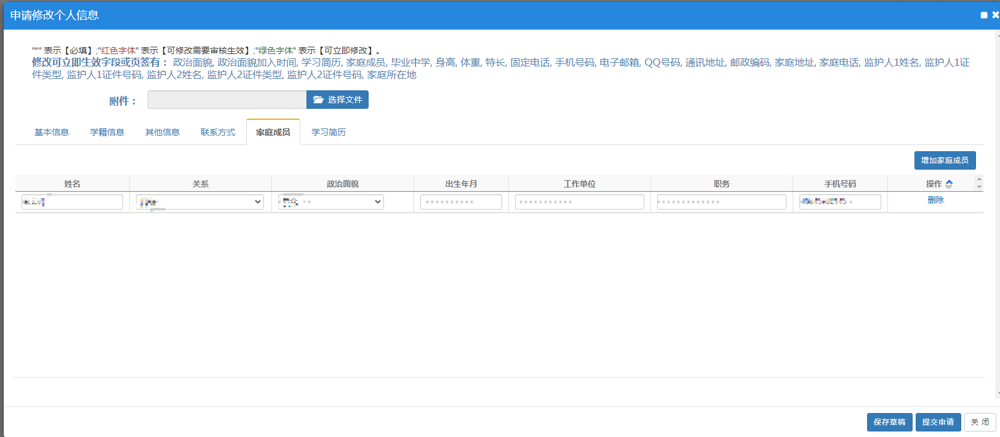 申请修改个人信息
"*" 表示【必填】;"红色字体" 表示【可修改需要审核生效】;"绿色字体" 表示【可立即修改】。
修改可立即生效字段或页签有： 政治面貌, 政治面貌加入时间, 学习简历, 家庭成员, 毕业中学, 身高, 体重, 特长, 固定电话, 手机号码, 电子邮箱, QQ号码, 通讯地址, 邮政编码, 家庭地址, 家庭电话, 监护人1姓名, 监护人1证
件类型, 监护人1证件号码, 监护人2姓名, 监护人2证件类型, 监护人2证件号码, 家庭所在地
附件： 选择文件
基本信息 学籍信息 其他信息 联系方式 家庭成员 学习简历
增加家庭成员
姓名 关系 政治面貌 出生年月 工作单位 职务 手机号码 操作
删除
保存草稿 提交申请 关 闭